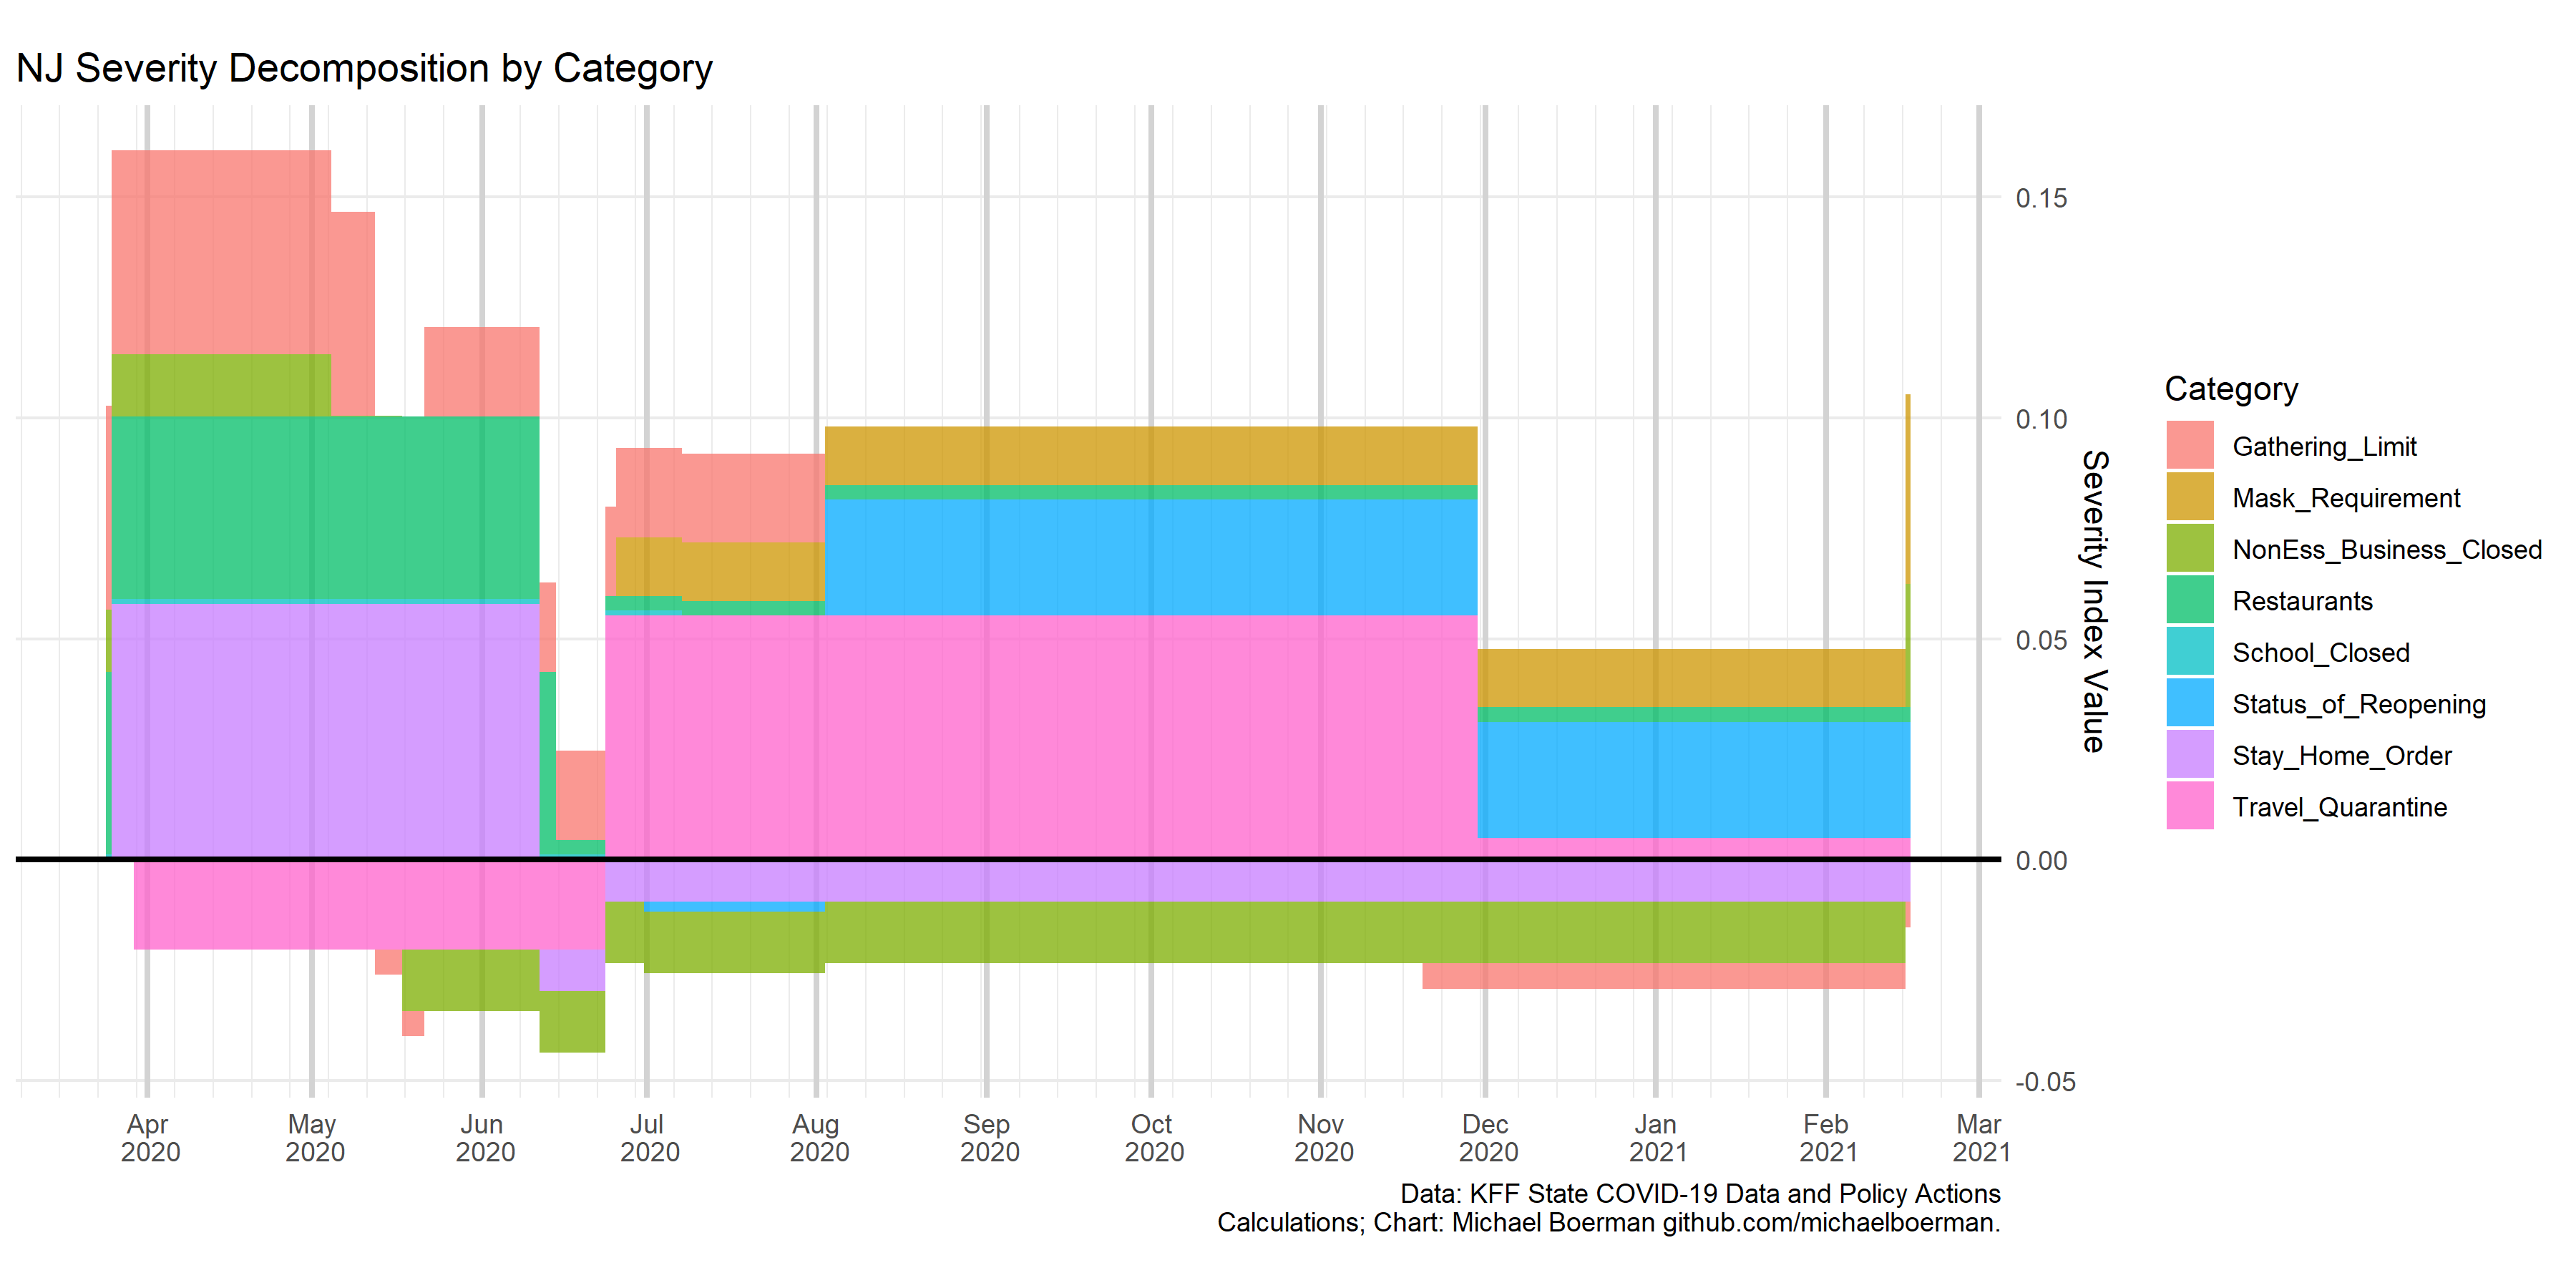 NJ Severity Decomposition by Category
0.15
0.10
0.05
0.00
-0.05
Severity Index Value
Category
Gathering_Limit
Mask_Requirement
NonEss_Business_Closed
Restaurants
School_Closed
Status_of_Reopening
Stay_Home_Order
Travel_Quarantine
Apr May Jun Jul Aug Sep Oct Nov Dec Jan Feb Mar
2020 2020 2020 2020 2020 2020 2020 2020 2020 2021 2021 2021
Data: KFF State COVID-19 Data and Policy Actions
Calculations; Chart: Michael Boerman github.com/michaelboerman.